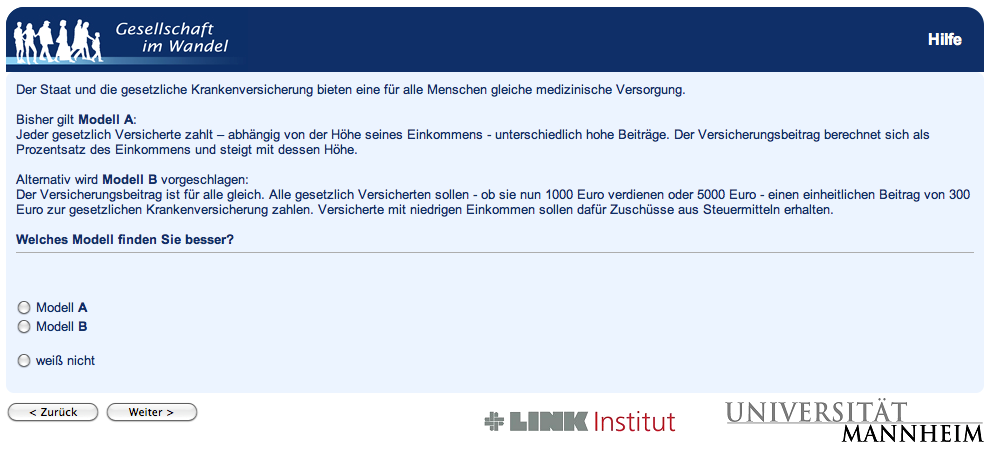 Gesellschaft
im Wandel
Hilfe
Der Staat und die gesetzliche Krankenversicherung bieten eine für alle Menschen gleiche medizinische Versorgung.
Bisher gilt Modell A:
Jeder gesetzlich Versicherte zahlt – abhängig von der Höhe seines Einkommens - unterschiedlich hohe Beiträge. Der Versicherungsbeitrag berechnet sich als
Prozentsatz des Einkommens und steigt mit dessen Höhe.
Alternativ wird Modell B vorgeschlagen:
Der Versicherungsbeitrag ist für alle gleich. Alle gesetzlich Versicherten sollen - ob sie nun 1000 Euro verdienen oder 5000 Euro - einen einheitlichen Beitrag von 300
Euro zur gesetzlichen Krankenversicherung zahlen. Versicherte mit niedrigen Einkommen sollen dafür Zuschüsse aus Steuermitteln erhalten.
Welches Modell finden Sie besser?
Modell A
Modell B
weiß nicht
< Zurück
Weiter >
LINK Institut
UNIVERSITÄT
MANNHEIM